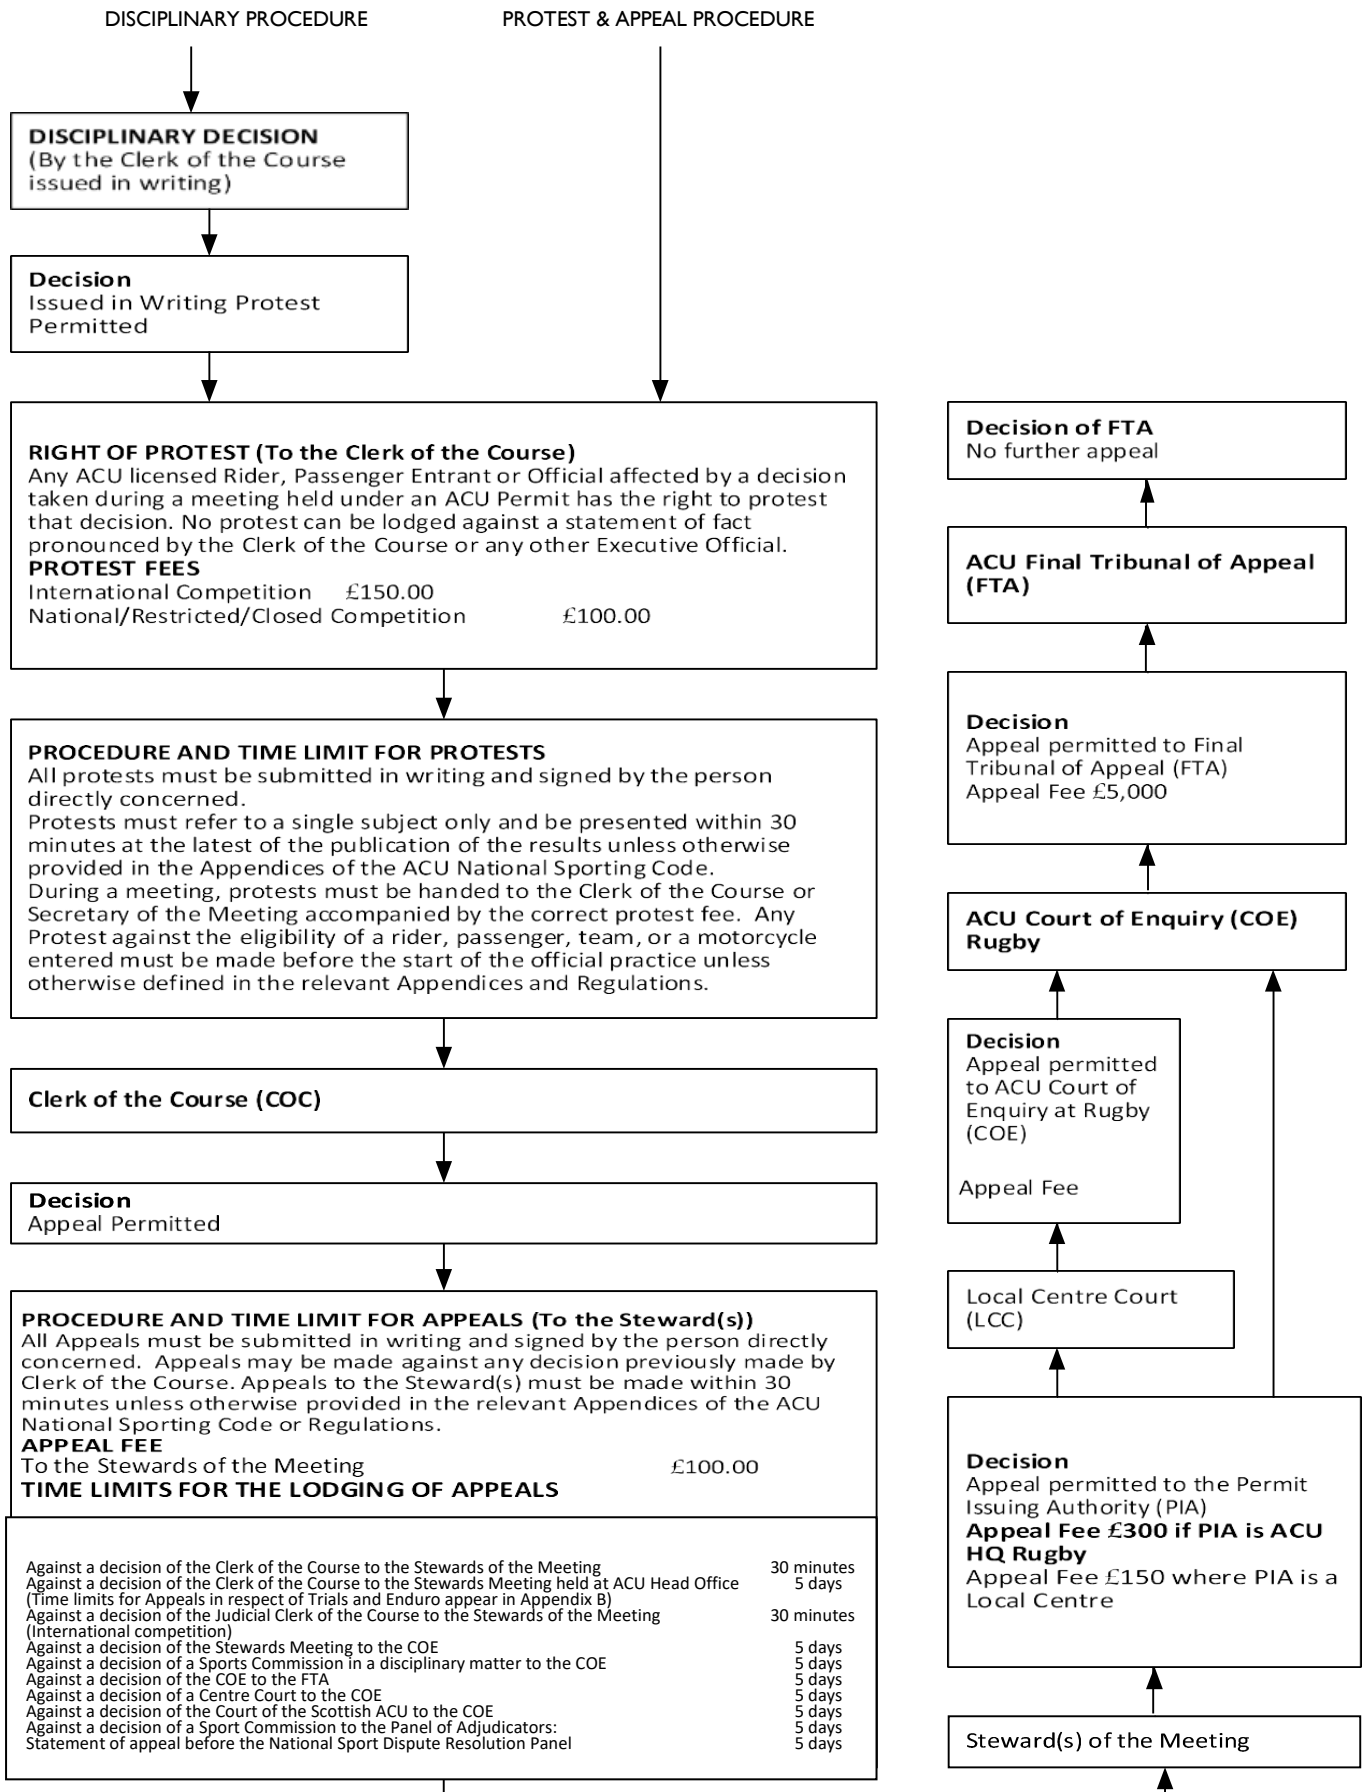 DISCIPLINARY PROCEDURE
PROTEST & APPEAL PROCEDURE
DISCIPLINARY DECISION
(By the Clerk of the Course
issued in writing)
Decision
Issued in Writing Protest
Permitted
RIGHT OF PROTEST (To the Clerk of the Course)
Any ACU licensed Rider, Passenger Entrant or Official affected by a decision
taken during a meeting held under an ACU Permit has the right to protest
that decision. No protest can be lodged against a statement of fact
pronounced by the Clerk of the Course or any other Executive Official.
PROTEST FEES
International Competition £150.00
National/Restricted/Closed Competition £100.00
PROCEDURE AND TIME LIMIT FOR PROTESTS
All protests must be submitted in writing and signed by the person
directly concerned.
Protests must refer to a single subject only and be presented within 30
minutes at the latest of the publication of the results unless otherwise
provided in the Appendices of the ACU National Sporting Code.
During a meeting, protests must be handed to the Clerk of the Course or
Secretary of the Meeting accompanied by the correct protest fee. Any
Protest against the eligibility of a rider, passenger, team, or a motorcycle
entered must be made before the start of the official practice unless
otherwise defined in the relevant Appendices and Regulations.
Clerk of the Course (COC)
Decision
Appeal Permitted
PROCEDURE AND TIME LIMIT FOR APPEALS (To the Steward(s))
All Appeals must be submitted in writing and signed by the person directly
concerned. Appeals may be made against any decision previously made by
Clerk of the Course. Appeals to the Steward(s) must be made within 30
minutes unless otherwise provided in the relevant Appendices of the ACU
National Sporting Code or Regulations.
APPEAL FEE
To the Stewards of the Meeting £100.00
TIME LIMITS FOR THE LODGING OF APPEALS
Against a decision of the Clerk of the Course to the Stewards of the Meeting 30 minutes
Against a decision of the Clerk of the Course to the Stewards Meeting held at ACU Head Office 5 days
(Time limits for Appeals in respect of Trials and Enduro appear in Appendix B)
Against a decision of the Judicial Clerk of the Course to the Stewards of the Meeting 30 minutes
(International competition)
Against a decision of the Stewards Meeting to the COE 5 days
Against a decision of a Sports Commission in a disciplinary matter to the COE 5 days
Against a decision of the COE to the FTA 5 days
Against a decision of a Centre Court to the COE 5 days
Against a decision of the Court of the Scottish ACU to the COE 5 days
Against a decision of a Sport Commission to the Panel of Adjudicators: 5 days
Statement of appeal before the National Sport Dispute Resolution Panel 5 days
Decision of FTA
No further appeal
ACU Final Tribunal of Appeal
(FTA)
Decision
Appeal permitted to Final
Tribunal of Appeal (FTA)
Appeal Fee £5,000
ACU Court of Enquiry (COE)
Rugby
Decision
Appeal permitted
to ACU Court of
Enquiry at Rugby
(COE)
Appeal Fee
Local Centre Court
(LCC)
Decision
Appeal permitted to the Permit
Issuing Authority (PIA)
Appeal Fee £300 if PIA is ACU
HQ Rugby
Appeal Fee £150 where PIA is a
Local Centre
Steward(s) of the Meeting